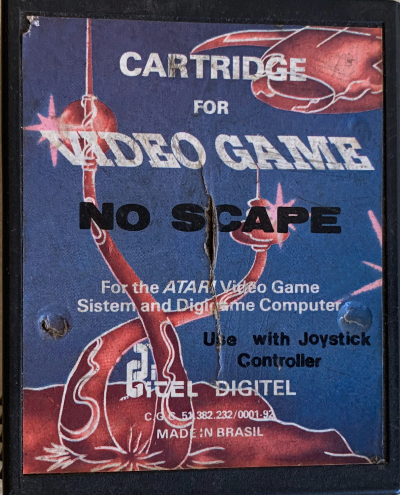 CARTRIDGE
FOR
VIDEO GAME
NO SCAPE
For the ATARI Video Game
Sistem and Digigame Computer
Use with Joystick
Controller
DITEL DIGITEL
C.G.C. 51.382.232/0001-92
MADE IN BRASIL